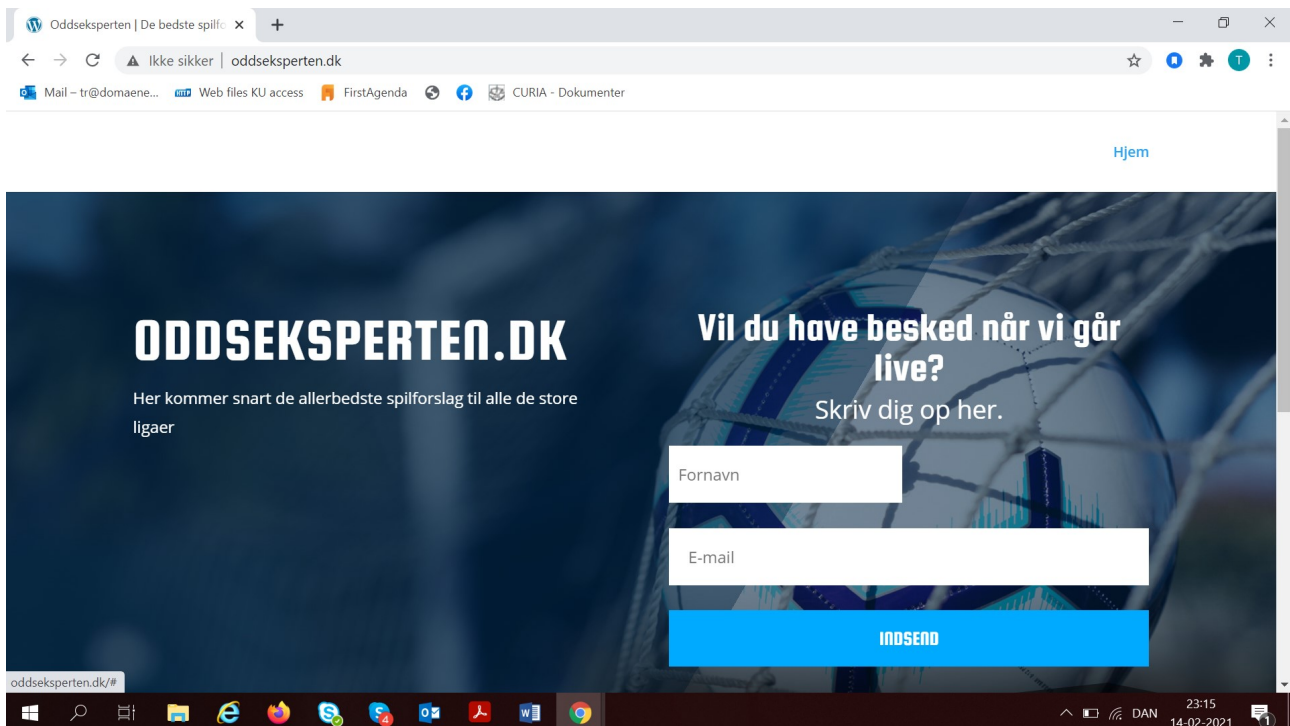 Oddseksperten | De bedste spilfo
Ikke sikker | oddseksperten.dk
Mail – tr@domaene...
Web files KU access
FirstAgenda
CURIA - Dokumenter
Hjem
ODDSEKSPERTEN.DK
Her kommer snart de allerbedste spilforslag til alle de store
ligaer
Vil du have besked når vi går
live?
Skriv dig op her.
Fornavn
E-mail
INDSEND
oddseksperten.dk/#
DAN
23:15
14-02-2021